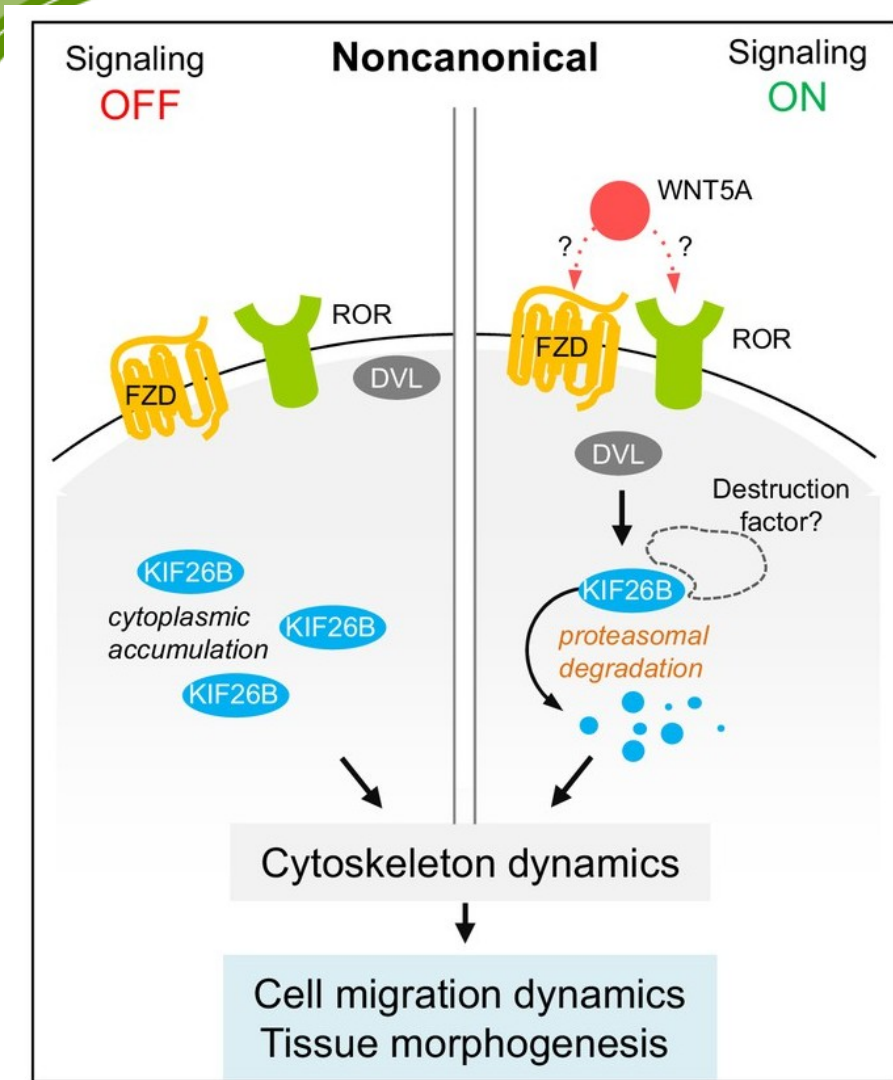 Signaling
OFF
Noncanonical
Signaling
ON
WNT5A
?
?
ROR
FZD
DVL
FZD
ROR
DVL
Destruction
factor?
KIF26B
cytoplasmic
accumulation
KIF26B
KIF26B
KIF26B
proteasomal
degradation
Cytoskeleton dynamics
Cell migration dynamics
Tissue morphogenesis